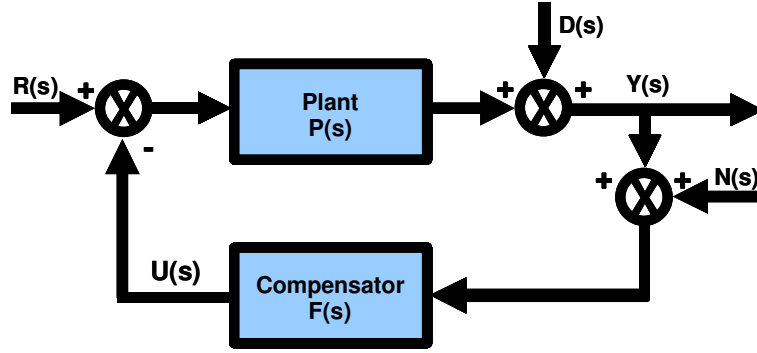 D(s)
R(s)
+
Plant
P(s)
+
+
Y(s)
-
+
+
N(s)
U(s)
Compensator
F(s)